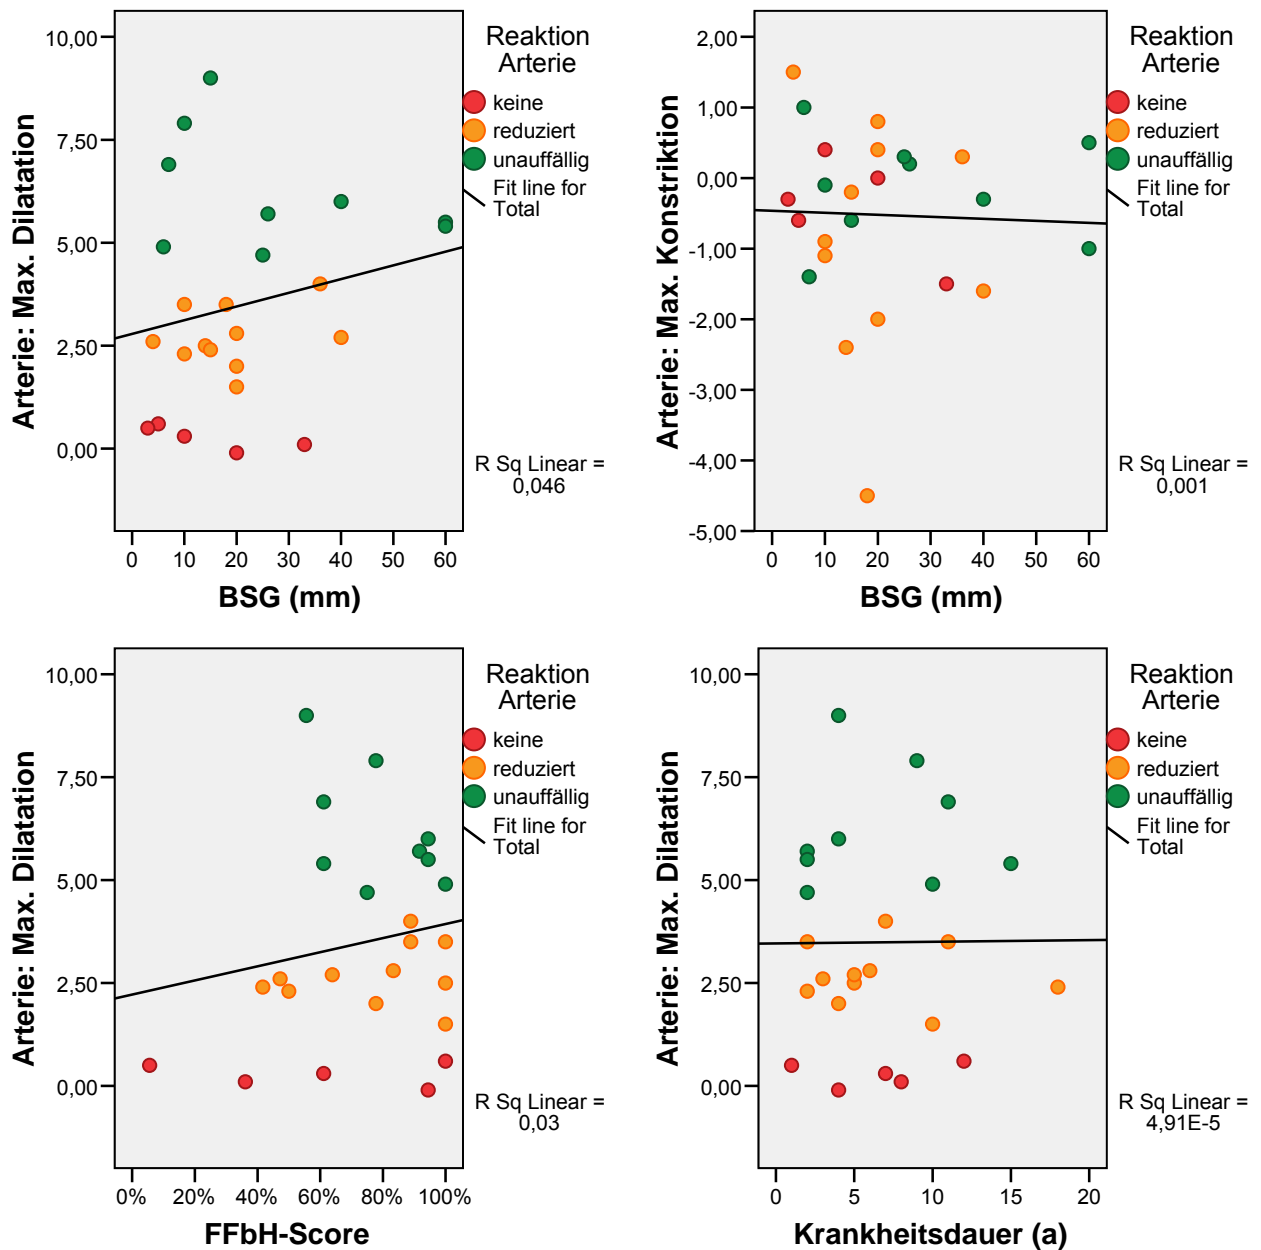 10,00
7,50
5,00
2,50
0,00
Arterie: Max. Dilatation
0 10 20 30 40 50 60
BSG (mm)
Reaktion
Arterie
keine
reduziert
unauffällig
Fit line for
Total
R Sq Linear =
0,046
2,00
1,00
0,00
-1,00
-2,00
-3,00
-4,00
-5,00
Arterie: Max. Konstriktion
0 10 20 30 40 50 60
BSG (mm)
Reaktion
Arterie
keine
reduziert
unauffällig
Fit line for
Total
R Sq Linear =
0,001
10,00
7,50
5,00
2,50
0,00
Arterie: Max. Dilatation
0% 20% 40% 60% 80% 100%
FFbH-Score
Reaktion
Arterie
keine
reduziert
unauffällig
Fit line for
Total
R Sq Linear =
0,03
10,00
7,50
5,00
2,50
0,00
Arterie: Max. Dilatation
0 5 10 15 20
Krankheitsdauer (a)
Reaktion
Arterie
keine
reduziert
unauffällig
Fit line for
Total
R Sq Linear =
4,91E-5